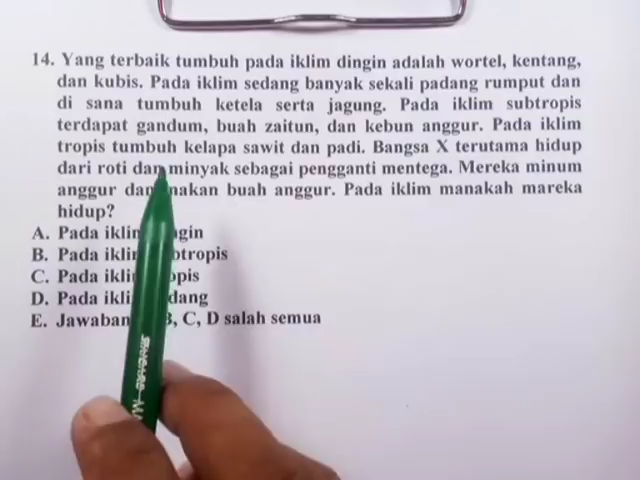 14. Yang terbaik tumbuh pada iklim dingin adalah wortel, kentang,
dan kubis. Pada iklim sedang banyak sekali padang rumput dan
di sana tumbuh ketela serta jagung. Pada iklim subtropis
terdapat gandum, buah zaitun, dan kebun anggur. Pada iklim
tropis tumbuh kelapa sawit dan padi. Bangsa X terutama hidup
dari roti dan minyak sebagai pengganti mentega. Mereka minum
anggur dan makan buah anggur. Pada iklim manakah mareka
hidup?
A. Pada iklim dingin
B. Pada iklim subtropis
C. Pada iklim tropis
D. Pada iklim sedang
E. Jawaban B, C, D salah semua